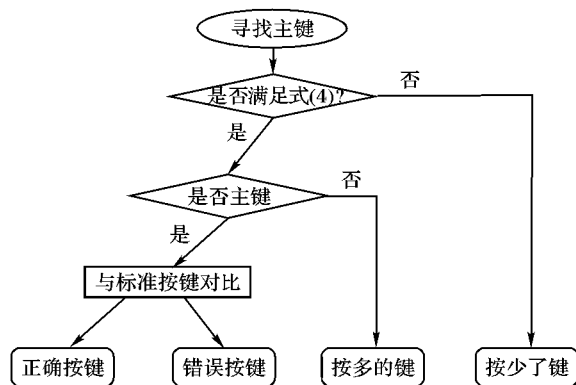 寻找主键
是否满足式(4)?
否
是
是否主键
否
是
与标准按键对比
正确按键
错误按键
按多的键
按少了键